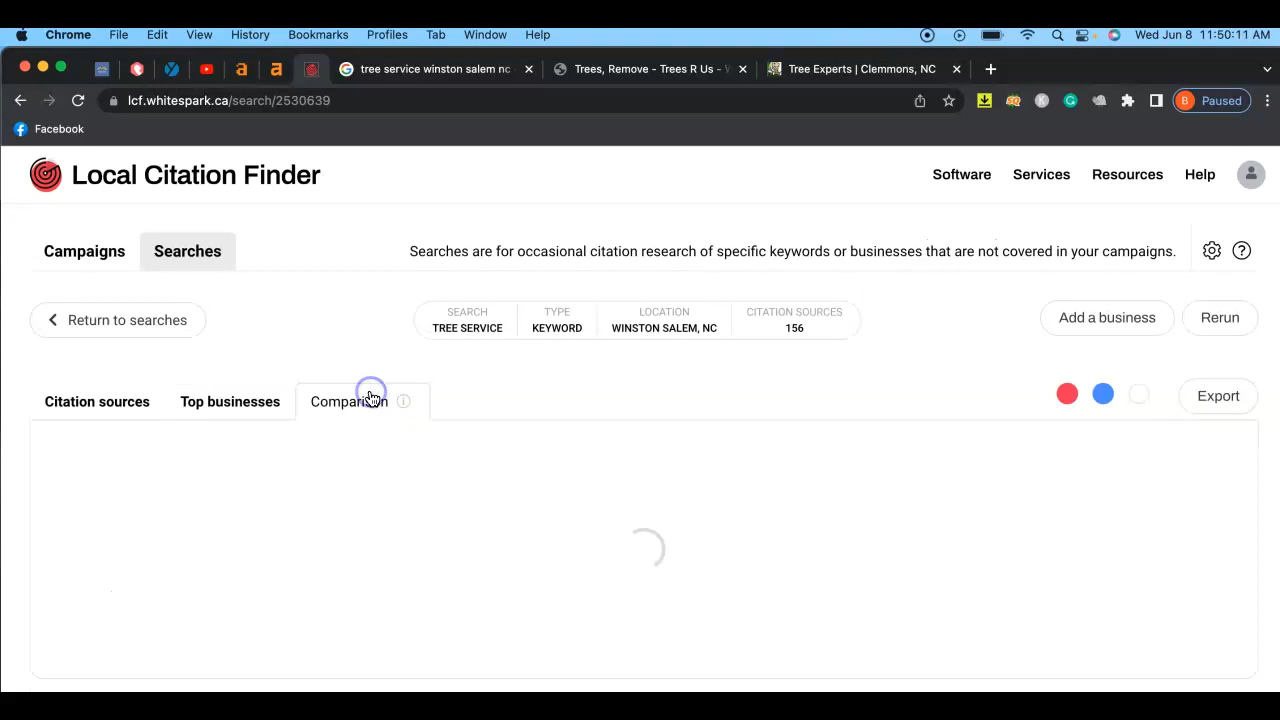 Chrome File Edit View History Bookmarks Profiles Tab Window Help Wed Jun 8 11:50:11 AM
tree service winston salem nc Trees, Remove - Trees R Us - Tree Experts | Clemmons, NC
lcf.whitespark.ca/search/2530639 Paused
Facebook
Local Citation Finder Software Services Resources Help
Campaigns Searches Searches are for occasional citation research of specific keywords or businesses that are not covered in your campaigns.
Return to searches
SEARCH TYPE LOCATION CITATION SOURCES
TREE SERVICE KEYWORD WINSTON SALEM, NC 156
Add a business Rerun
Citation sources Top businesses Comparison Export